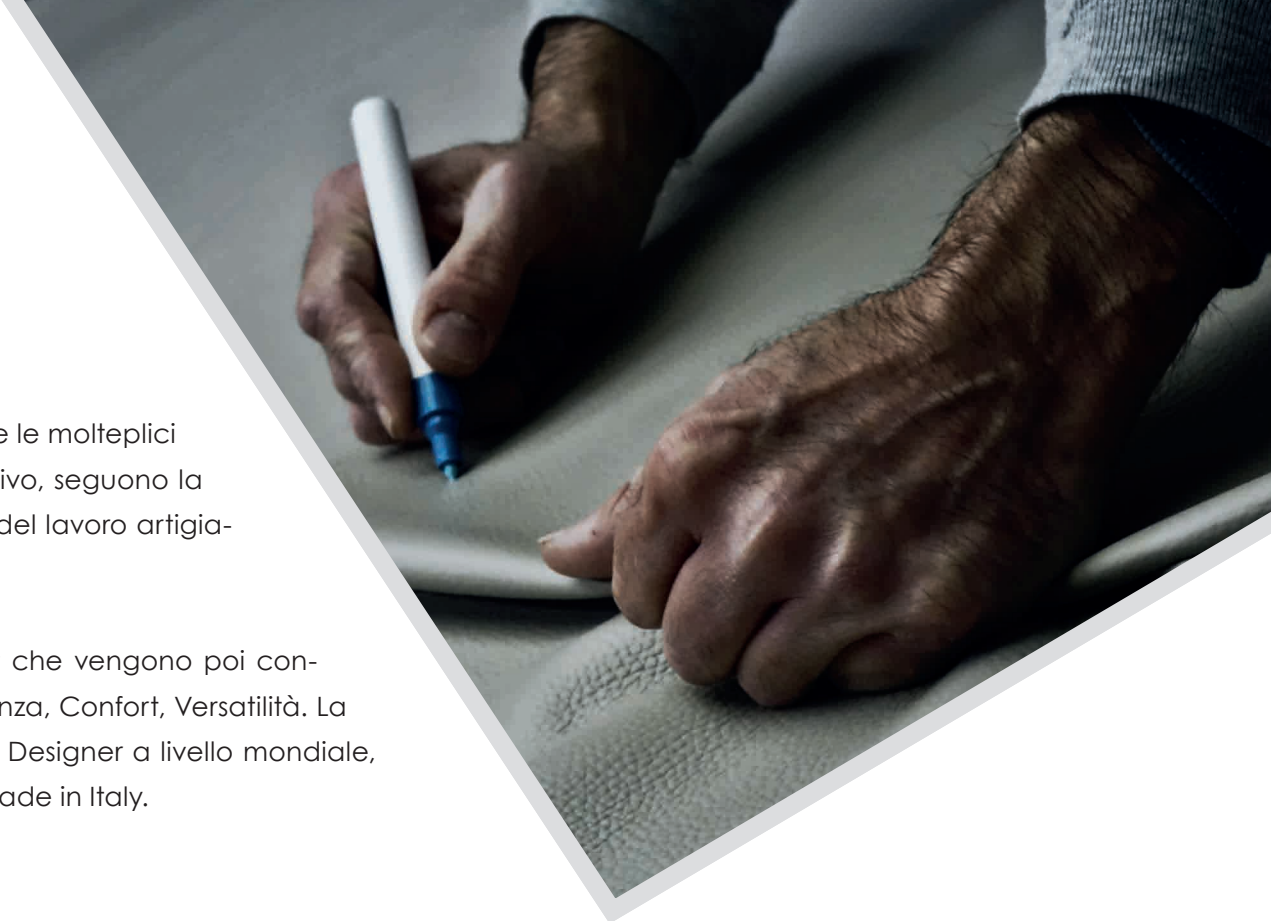 e le molteplici
ivo, seguono la
del lavoro artigia-
che vengono poi con-
nza, Confort, Versatilità. La
Designer a livello mondiale,
ade in Italy.